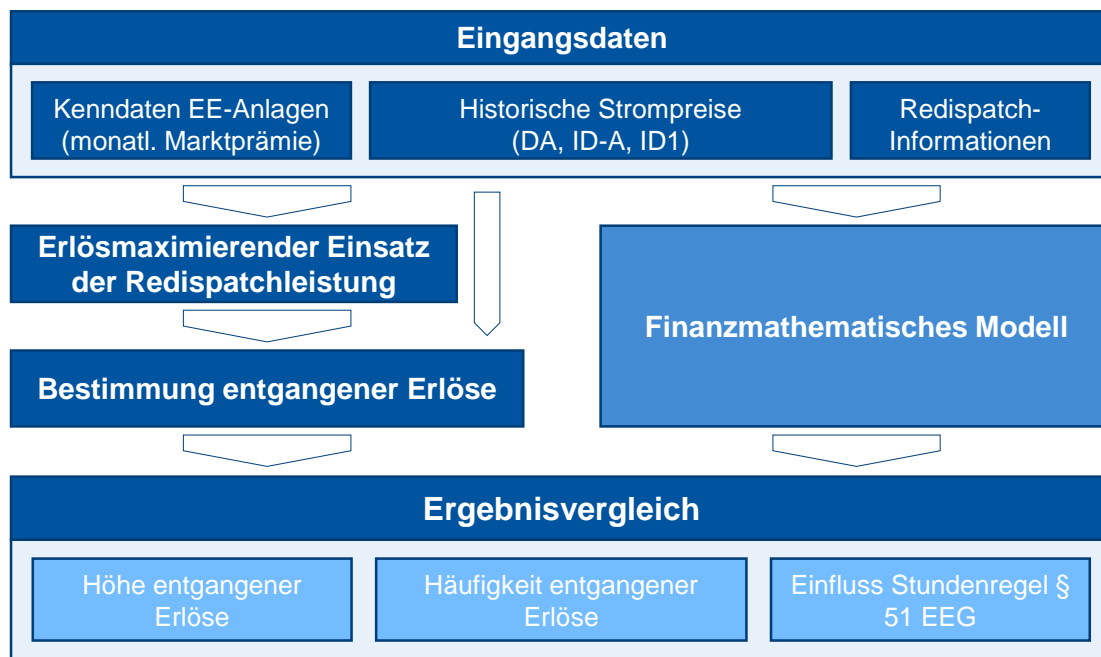 Eingangsdaten
Kenndaten EE-Anlagen
(monatl. Marktprämie)
Historische Strompreise
(DA, ID-A, ID1)
Redispatch-
Informationen
Erlösmaximierender Einsatz
der Redispatchleistung
Finanzmathematisches Modell
Bestimmung entgangener Erlöse
Ergebnisvergleich
Höhe entgangener
Erlöse
Häufigkeit entgangener
Erlöse
Einfluss Stundenregel §
51 EEG